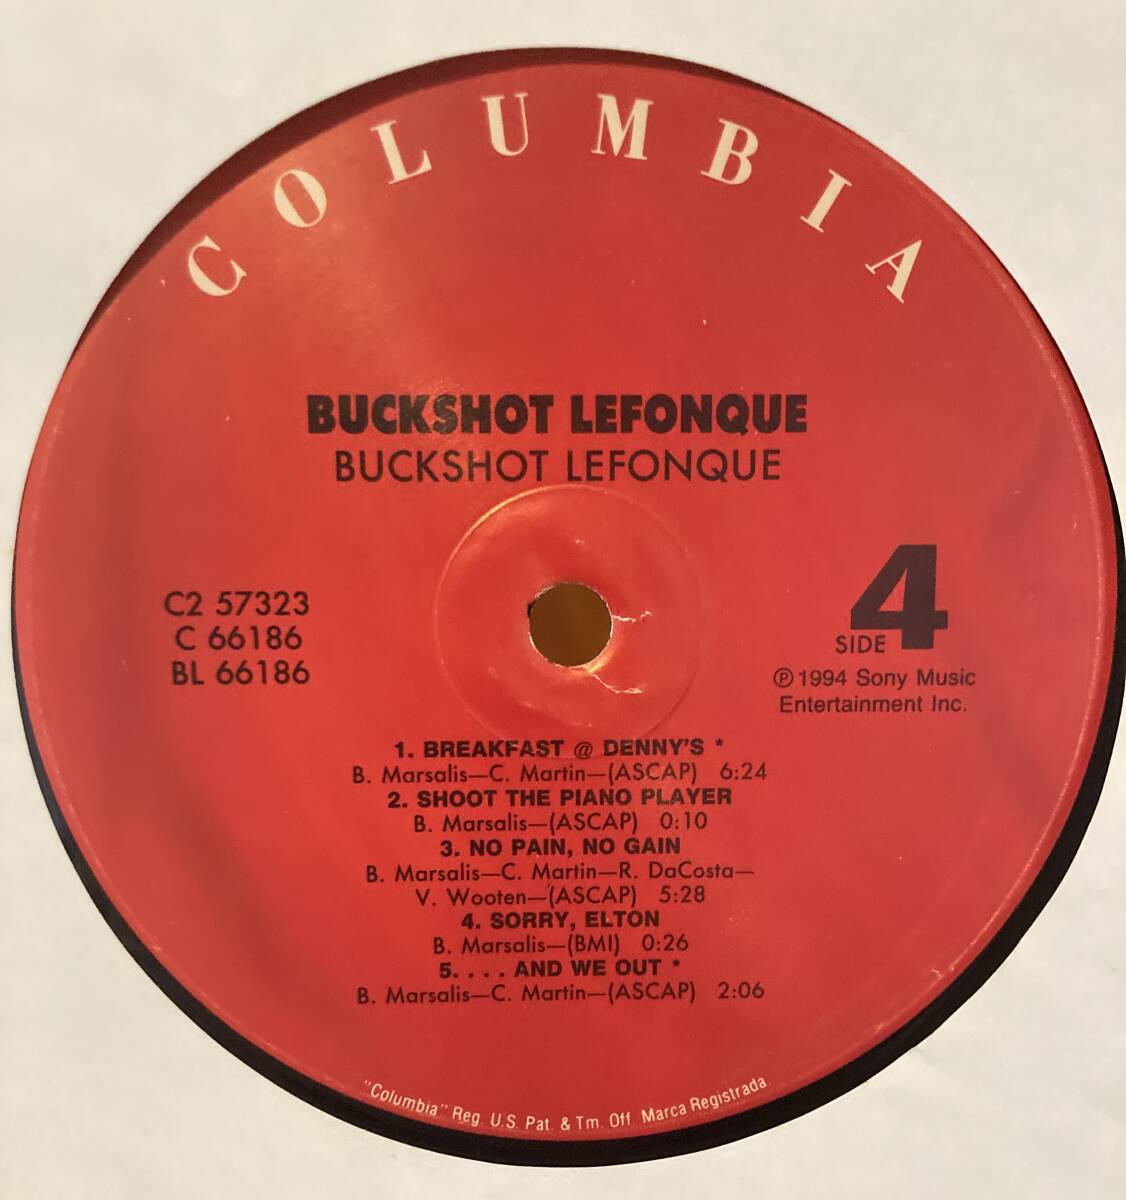 COLUMBIA
BUCKSHOT LEFONQUE
BUCKSHOT LEFONQUE
C2 57323
C 66186
BL 66186
SIDE 4
Ⓟ 1994 Sony Music
Entertainment Inc.
1. BREAKFAST @ DENNY'S *
B. Marsalis—C. Martin—(ASCAP) 6:24
2. SHOOT THE PIANO PLAYER
B. Marsalis—(ASCAP) 0:10
3. NO PAIN, NO GAIN
B. Marsalis—C. Martin—R. DaCosta—
V. Wooten—(ASCAP) 5:28
4. SORRY, ELTON
B. Marsalis—(BMI) 0:26
5. . . . AND WE OUT *
B. Marsalis—C. Martin—(ASCAP) 2:06
"Columbia" Reg. U.S. Pat. & Tm. Off Marca Registrada